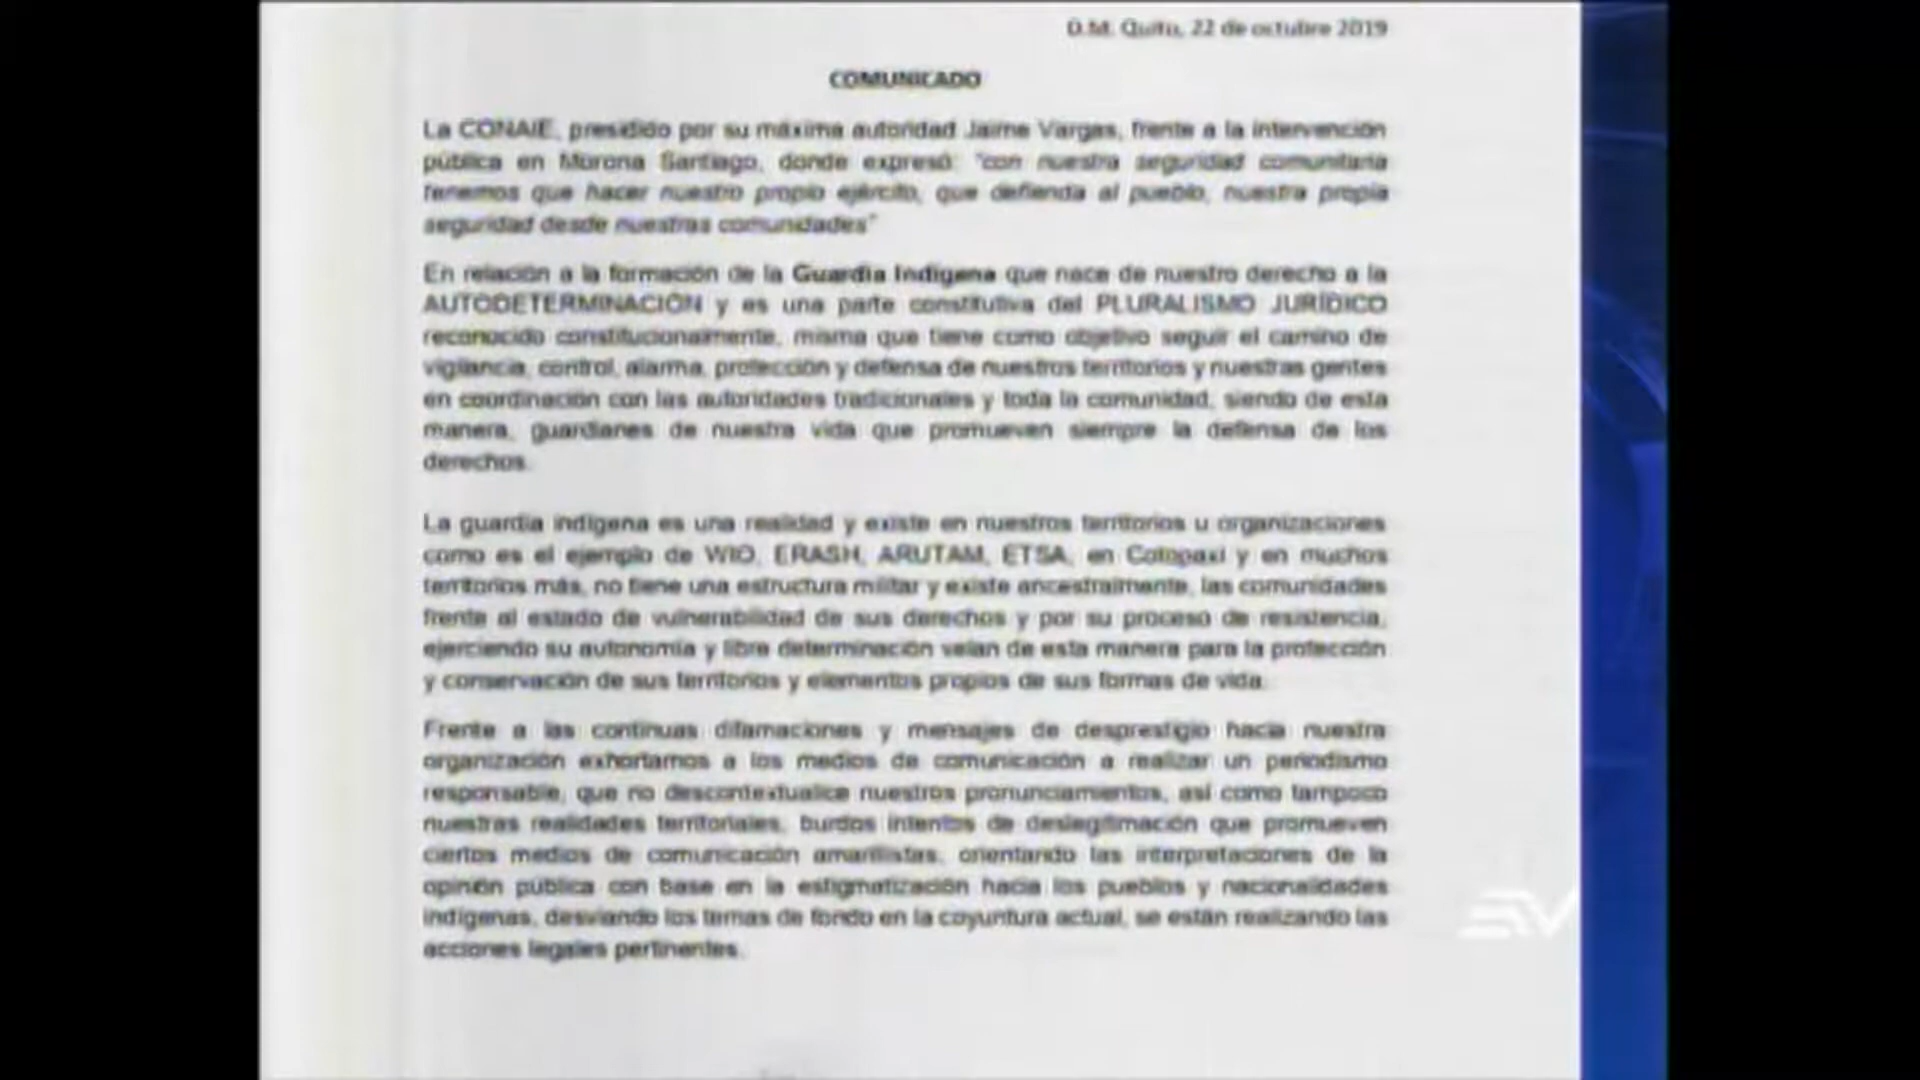 D.M. Quito, 22 de octubre 2019
COMUNICADO
La CONAIE, presidido por su máxima autoridad Jaime Vargas, frente a la intervención
pública en Morona Santiago, donde expresó: "con nuestra seguridad comunitaria
tenemos que hacer nuestro propio ejército, que defienda al pueblo, nuestra propia
seguridad desde nuestras comunidades"
En relación a la formación de la Guardia Indígena que nace de nuestro derecho a la
AUTODETERMINACIÓN y es una parte constitutiva del PLURALISMO JURÍDICO
reconocido constitucionalmente, misma que tiene como objetivo seguir el camino de
vigilancia, control, alarma, protección y defensa de nuestros territorios y nuestras gentes
en coordinación con las autoridades tradicionales y toda la comunidad, siendo de esta
manera, guardianes de nuestra vida que promueven siempre la defensa de los
derechos.
La guardia indígena es una realidad y existe en nuestros territorios u organizaciones
como es el ejemplo de WIO, ERASH, ARUTAM, ETSA, en Cotopaxi y en muchos
territorios más, no tiene una estructura militar y existe ancestralmente, las comunidades
frente al estado de vulnerabilidad de sus derechos y por su proceso de resistencia,
ejerciendo su autonomía y libre determinación velan de esta manera para la protección
y conservación de sus territorios y elementos propios de sus formas de vida.
Frente a las continuas difamaciones y mensajes de desprestigio hacia nuestra
organización exhortamos a los medios de comunicación a realizar un periodismo
responsable, que no descontextualice nuestros pronunciamientos, así como tampoco
nuestras realidades territoriales, burdos intentos de deslegitimación que promueven
ciertos medios de comunicación amarillistas, orientando las interpretaciones de la
opinión pública con base en la estigmatización hacia los pueblos y nacionalidades
indígenas, desviando los temas de fondo en la coyuntura actual, se están realizando las
acciones legales pertinentes.